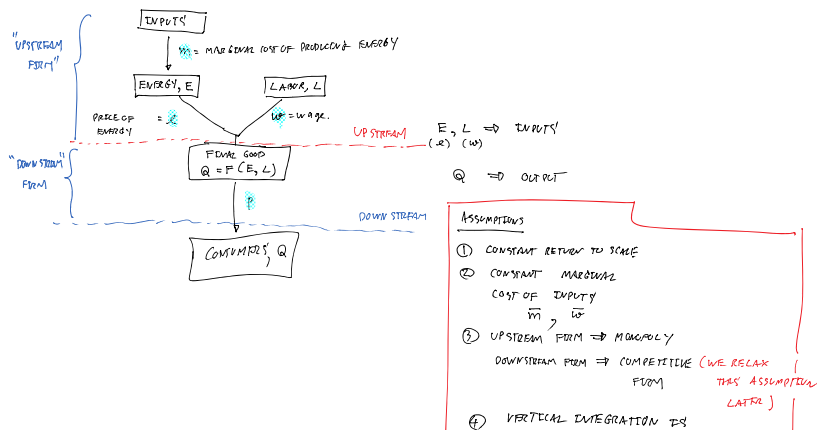 INPUTS
"UPSTREAM
FIRM"
m = MARGINAL COST OF PRODUCING ENERGY
ENERGY, E
LABOR, L
PRICE OF
ENERGY
= e
w = wage.
UPSTREAM
E, L ⇒ INPUTS
(e) (w)
"DOWNSTREAM"
FIRM
FINAL GOOD
Q = F(E, L)
Q ⇒ OUTPUT
P
DOWNSTREAM
CONSUMERS, Q
ASSUMPTIONS
① CONSTANT RETURN TO SCALE
② CONSTANT MARGINAL
COST OF INPUTS
m̅, w̅
③ UPSTREAM FIRM ⇒ MONOPOLY
DOWNSTREAM FIRM ⇒ COMPETITIVE (WE RELAX
FIRM THIS ASSUMPTION
LATER)
④ VERTICAL INTEGRATION IS